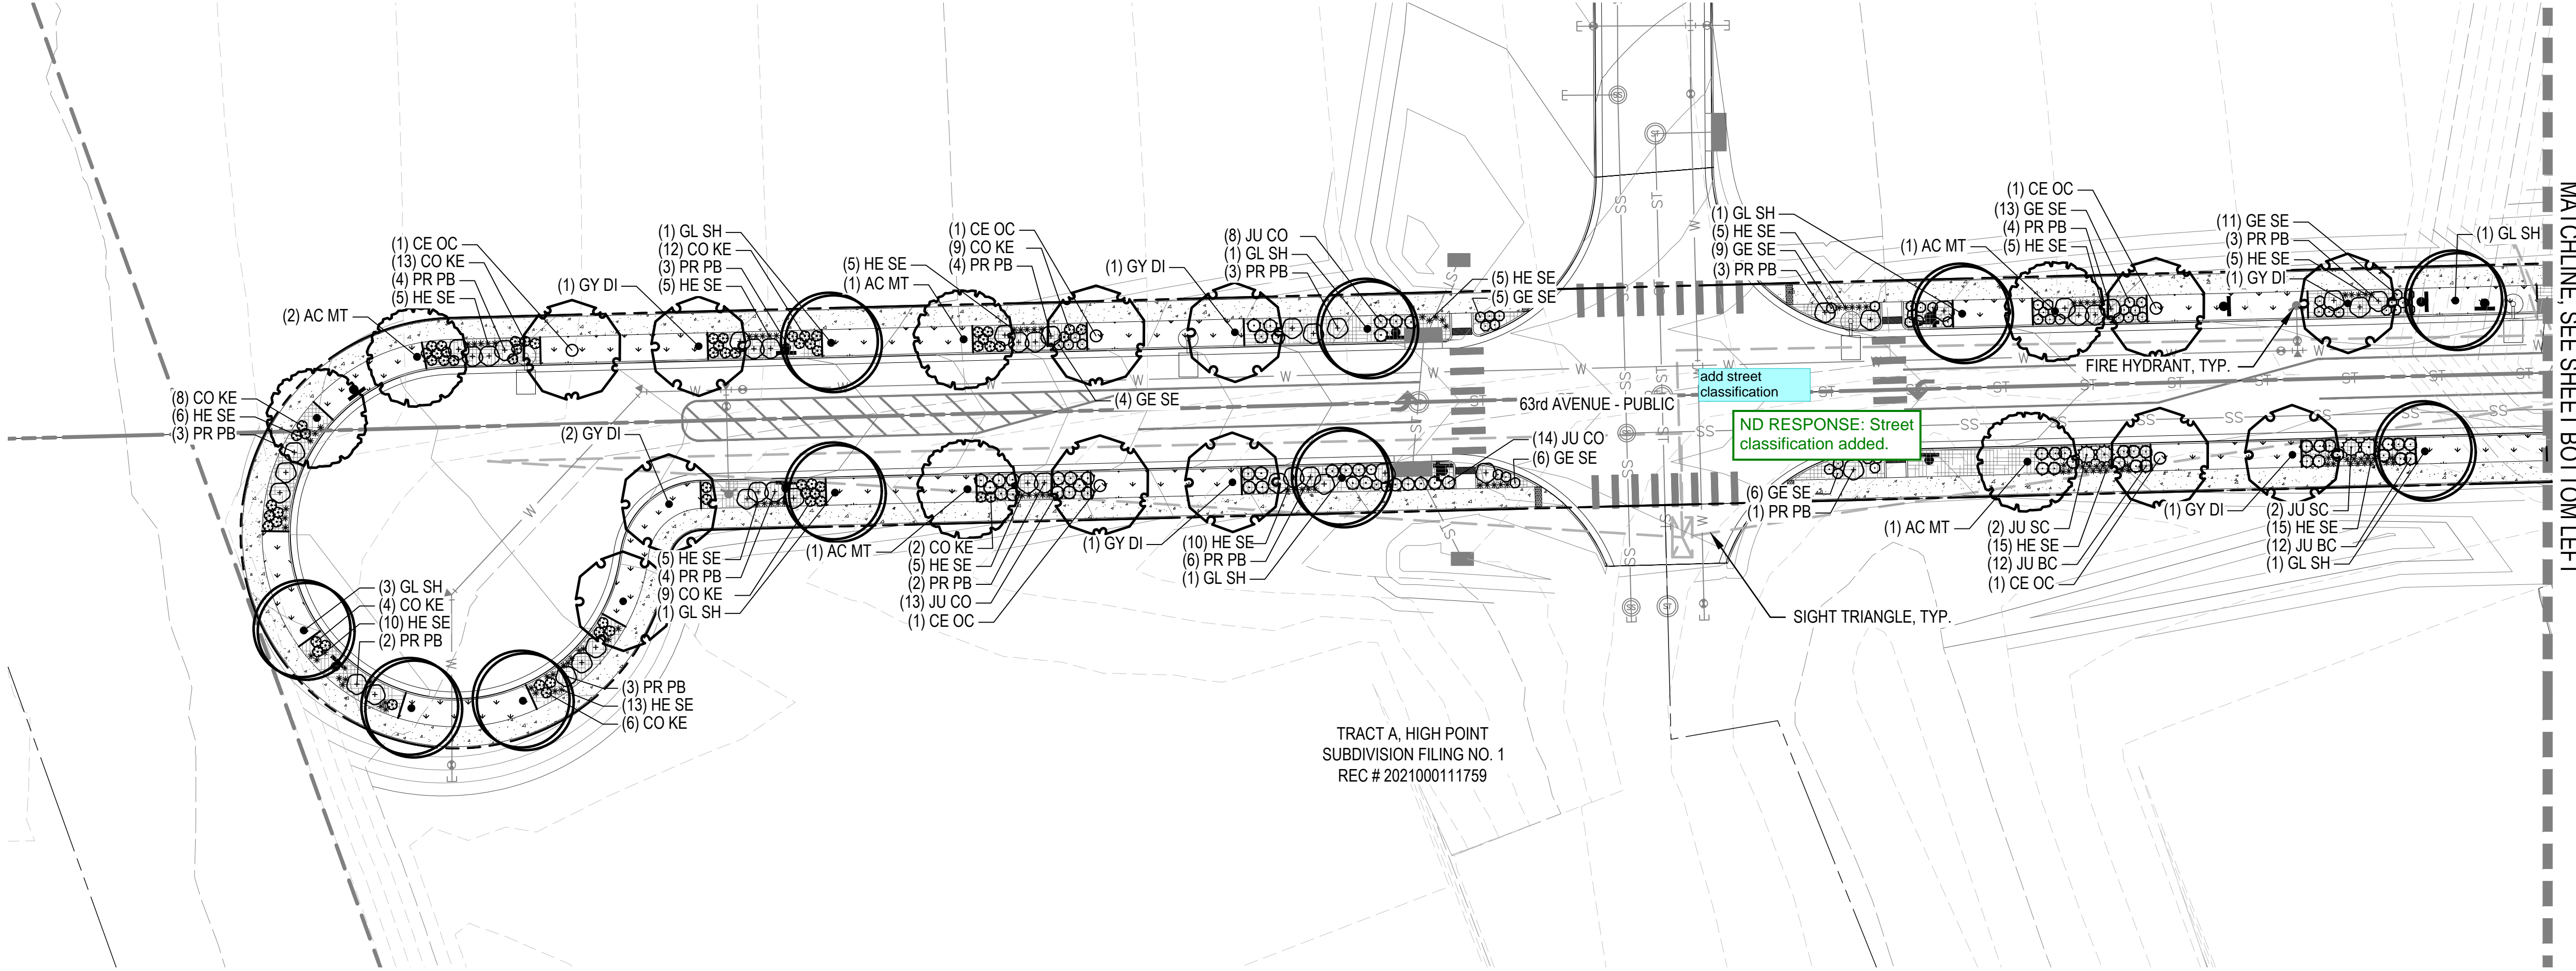 (1) CE OC
(13) CO KE
(4) PR PB
(5) HE SE
(2) AC MT
(1) GY DI
(1) GL SH
(12) CO KE
(3) PR PB
(5) HE SE
(5) HE SE
(1) AC MT
(1) CE OC
(9) CO KE
(4) PR PB
(1) GY DI
(8) JU CO
(1) GL SH
(3) PR PB
(5) HE SE
(5) GE SE
(1) GL SH
(5) HE SE
(9) GE SE
(3) PR PB
(1) AC MT
(1) CE OC
(13) GE SE
(4) PR PB
(5) HE SE
(11) GE SE
(3) PR PB
(5) HE SE
(1) GY DI
(1) GL SH
FIRE HYDRANT, TYP.
MATCHLINE, SEE SHEET BOTTOM LEFT
(8) CO KE
(6) HE SE
(3) PR PB
(4) GE SE
63rd AVENUE - PUBLIC
add street
classification
ND RESPONSE: Street
classification added.
(2) GY DI
(14) JU CO
(6) GE SE
(5) HE SE
(4) PR PB
(9) CO KE
(1) GL SH
(1) AC MT
(2) CO KE
(5) HE SE
(2) PR PB
(13) JU CO
(1) CE OC
(1) GY DI
(10) HE SE
(6) PR PB
(1) GL SH
(6) GE SE
(1) PR PB
(1) AC MT
(2) JU SC
(15) HE SE
(12) JU BC
(1) CE OC
(1) GY DI
(2) JU SC
(15) HE SE
(12) JU BC
(1) GL SH
(3) GL SH
(4) CO KE
(10) HE SE
(2) PR PB
(3) PR PB
(13) HE SE
(6) CO KE
SIGHT TRIANGLE, TYP.
TRACT A, HIGH POINT
SUBDIVISION FILING NO. 1
REC # 2021000111759